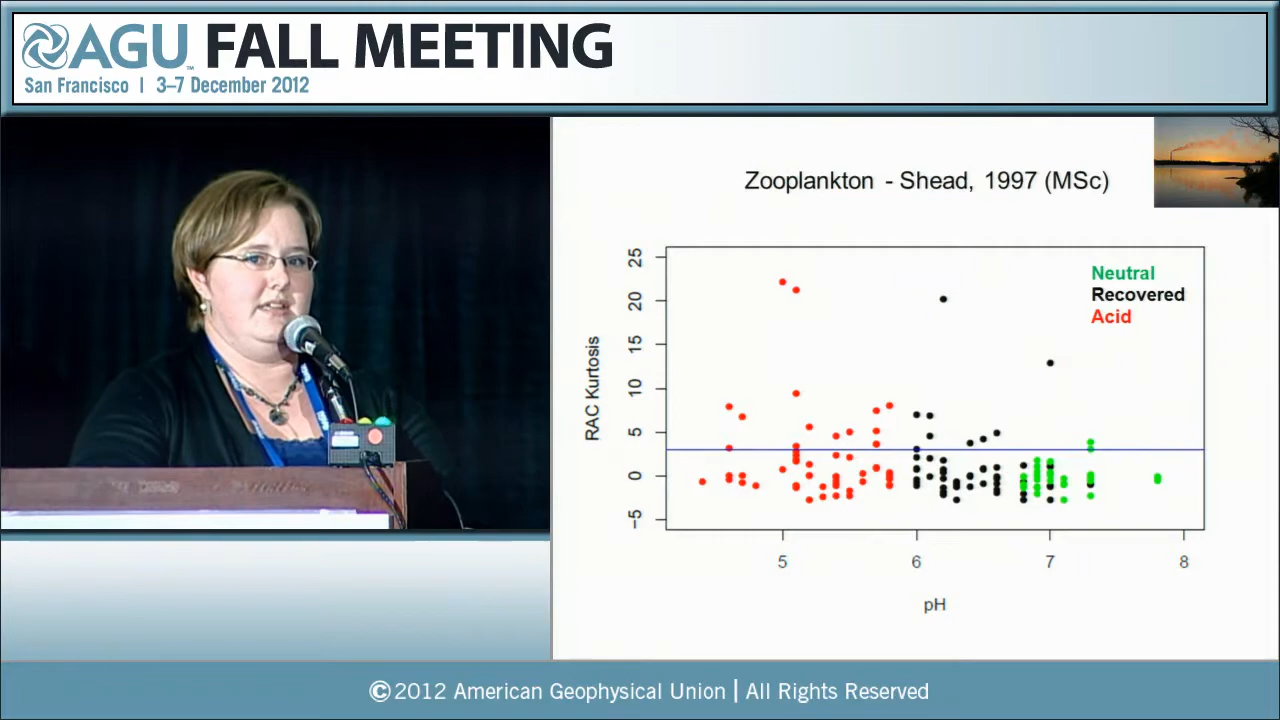 AGU FALL MEETING
™
San Francisco | 3–7 December 2012
Zooplankton - Shead, 1997 (MSc)
Neutral
Recovered
Acid
RAC Kurtosis
25
20
15
10
5
0
−5
5 6 7 8
pH
©2012 American Geophysical Union | All Rights Reserved